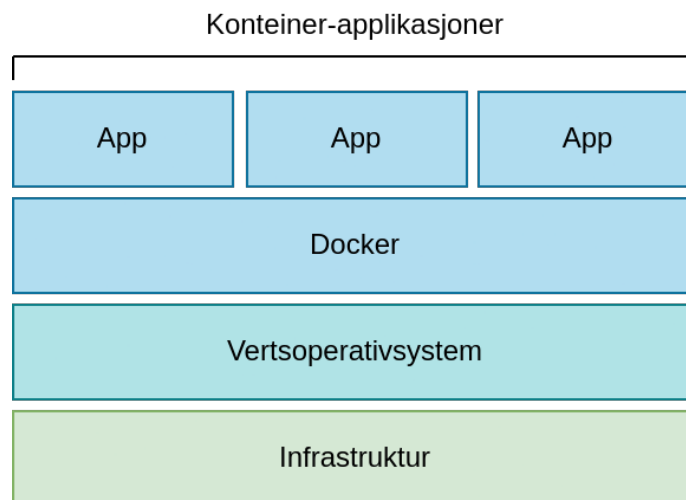 Konteiner-applikasjoner
App
App
App
Docker
Vertsoperativsystem
Infrastruktur